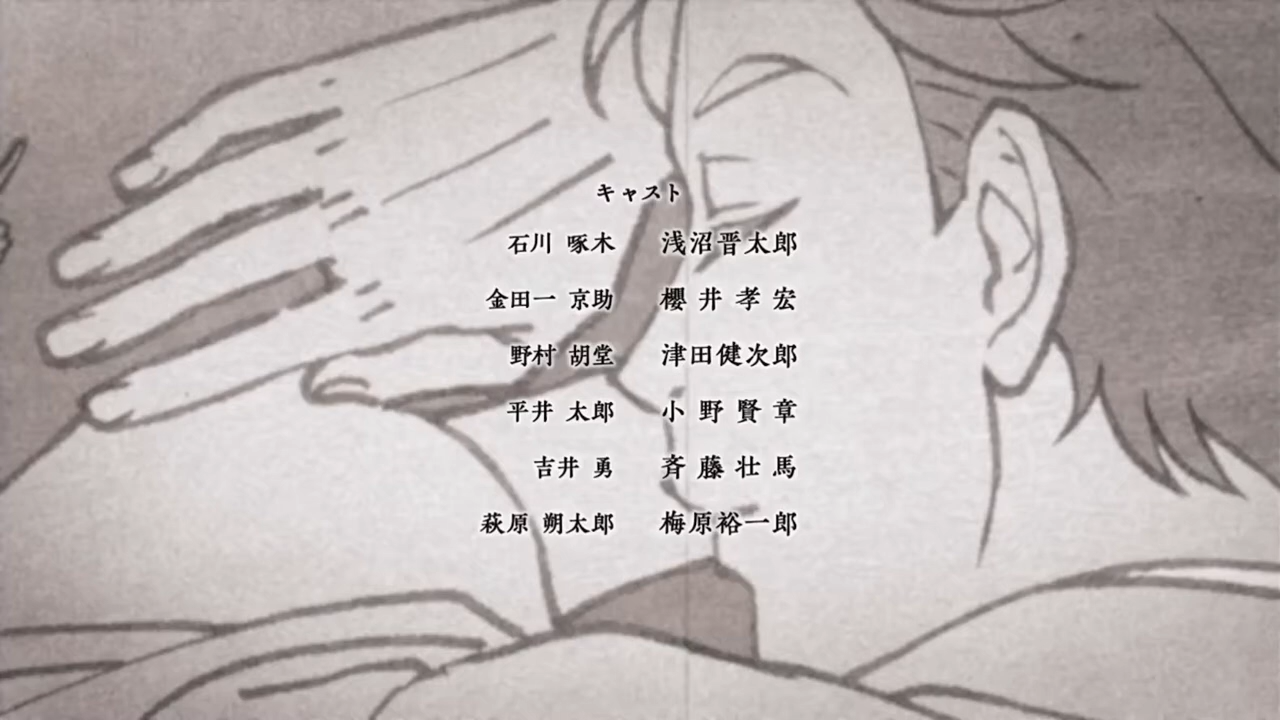 キャスト
石川 啄木 浅沼晋太郎
金田一 京助 櫻井孝宏
野村 胡堂 津田健次郎
平井 太郎 小野賢章
吉井 勇 斉藤壮馬
萩原 朔太郎 梅原裕一郎